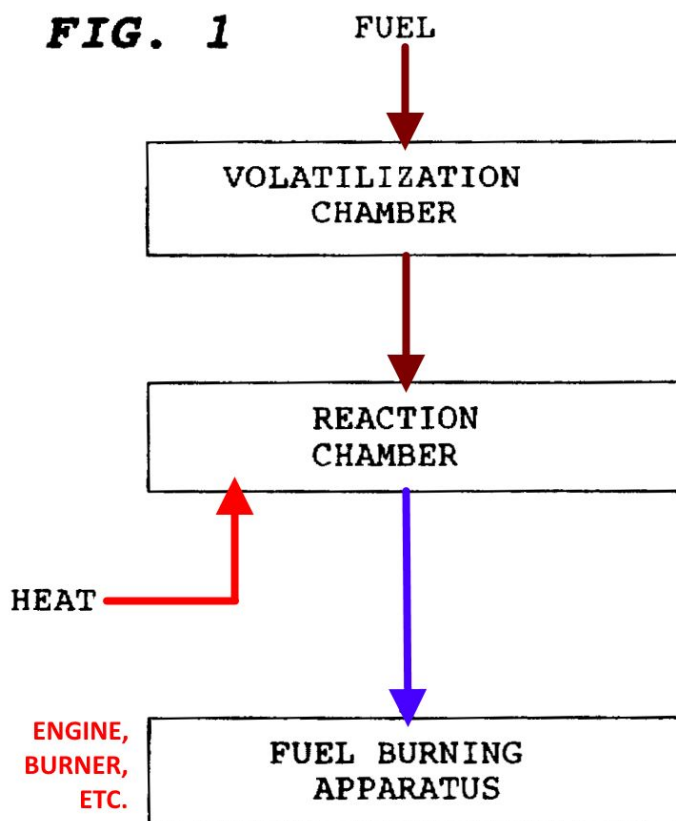 FIG. 1
FUEL
VOLATILIZATION
CHAMBER
REACTION
CHAMBER
HEAT
ENGINE,
BURNER,
ETC.
FUEL BURNING
APPARATUS